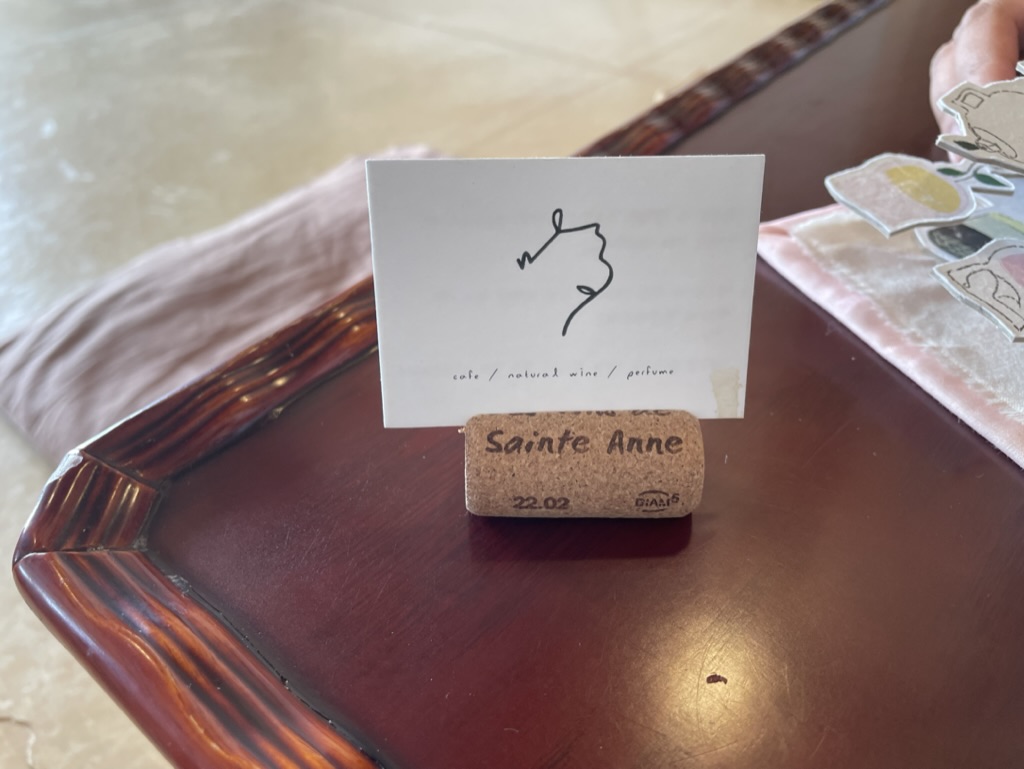 cafe / natural wine / perfume
Sainte Anne
22.02
DIAM5